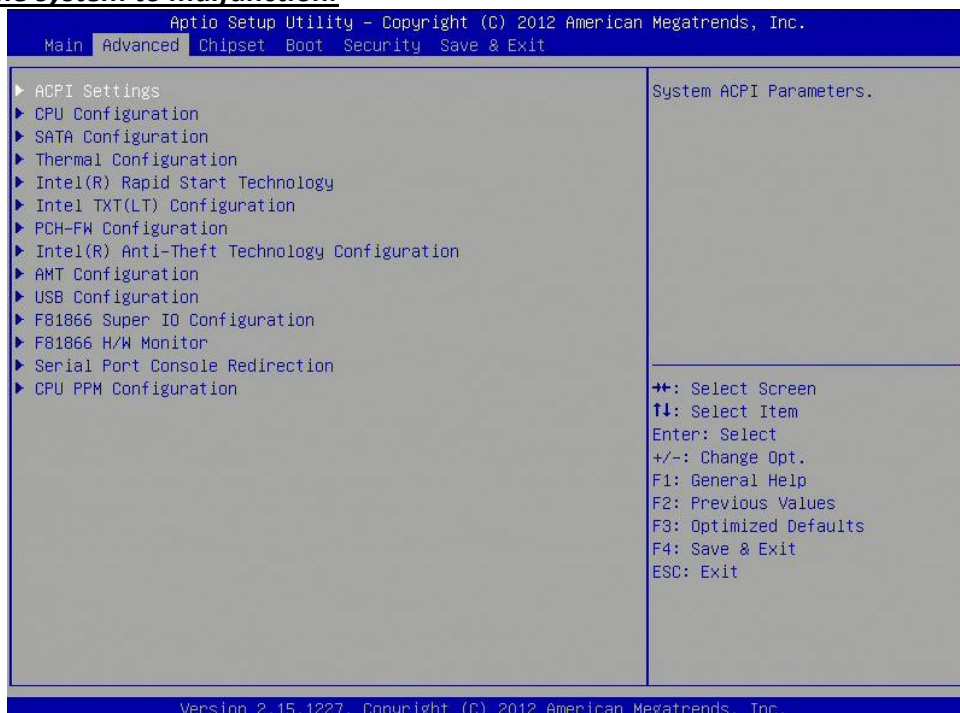 system to malfunction.
Aptio Setup Utility – Copyright (C) 2012 American Megatrends, Inc.
Main Advanced Chipset Boot Security Save & Exit
▶ ACPI Settings
▶ CPU Configuration
▶ SATA Configuration
▶ Thermal Configuration
▶ Intel(R) Rapid Start Technology
▶ Intel TXT(LT) Configuration
▶ PCH-FW Configuration
▶ Intel(R) Anti-Theft Technology Configuration
▶ AMT Configuration
▶ USB Configuration
▶ F81866 Super IO Configuration
▶ F81866 H/W Monitor
▶ Serial Port Console Redirection
▶ CPU PPM Configuration
System ACPI Parameters.
→←: Select Screen
↑↓: Select Item
Enter: Select
+/-: Change Opt.
F1: General Help
F2: Previous Values
F3: Optimized Defaults
F4: Save & Exit
ESC: Exit
Version 2.15.1227. Copyright (C) 2012 American Megatrends, Inc.